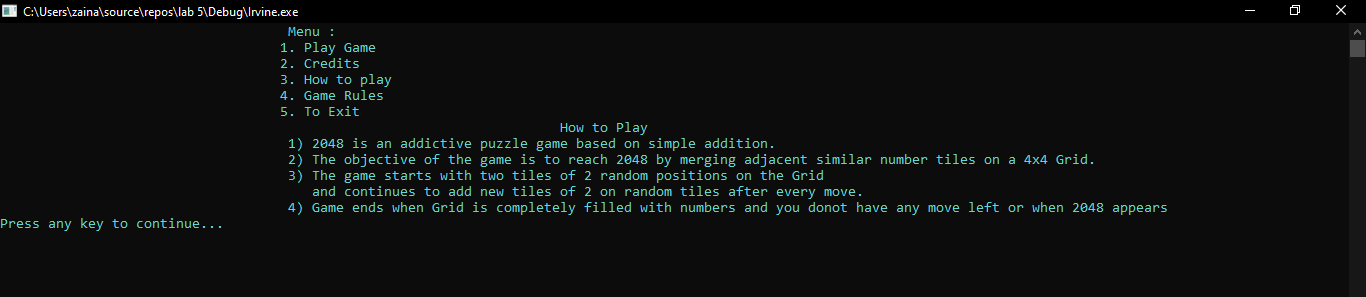 C:\Users\zaina\source\repos\lab 5\Debug\Irvine.exe
Menu :
1. Play Game
2. Credits
3. How to play
4. Game Rules
5. To Exit
How to Play
1) 2048 is an addictive puzzle game based on simple addition.
2) The objective of the game is to reach 2048 by merging adjacent similar number tiles on a 4x4 Grid.
3) The game starts with two tiles of 2 random positions on the Grid
and continues to add new tiles of 2 on random tiles after every move.
4) Game ends when Grid is completely filled with numbers and you donot have any move left or when 2048 appears
Press any key to continue...